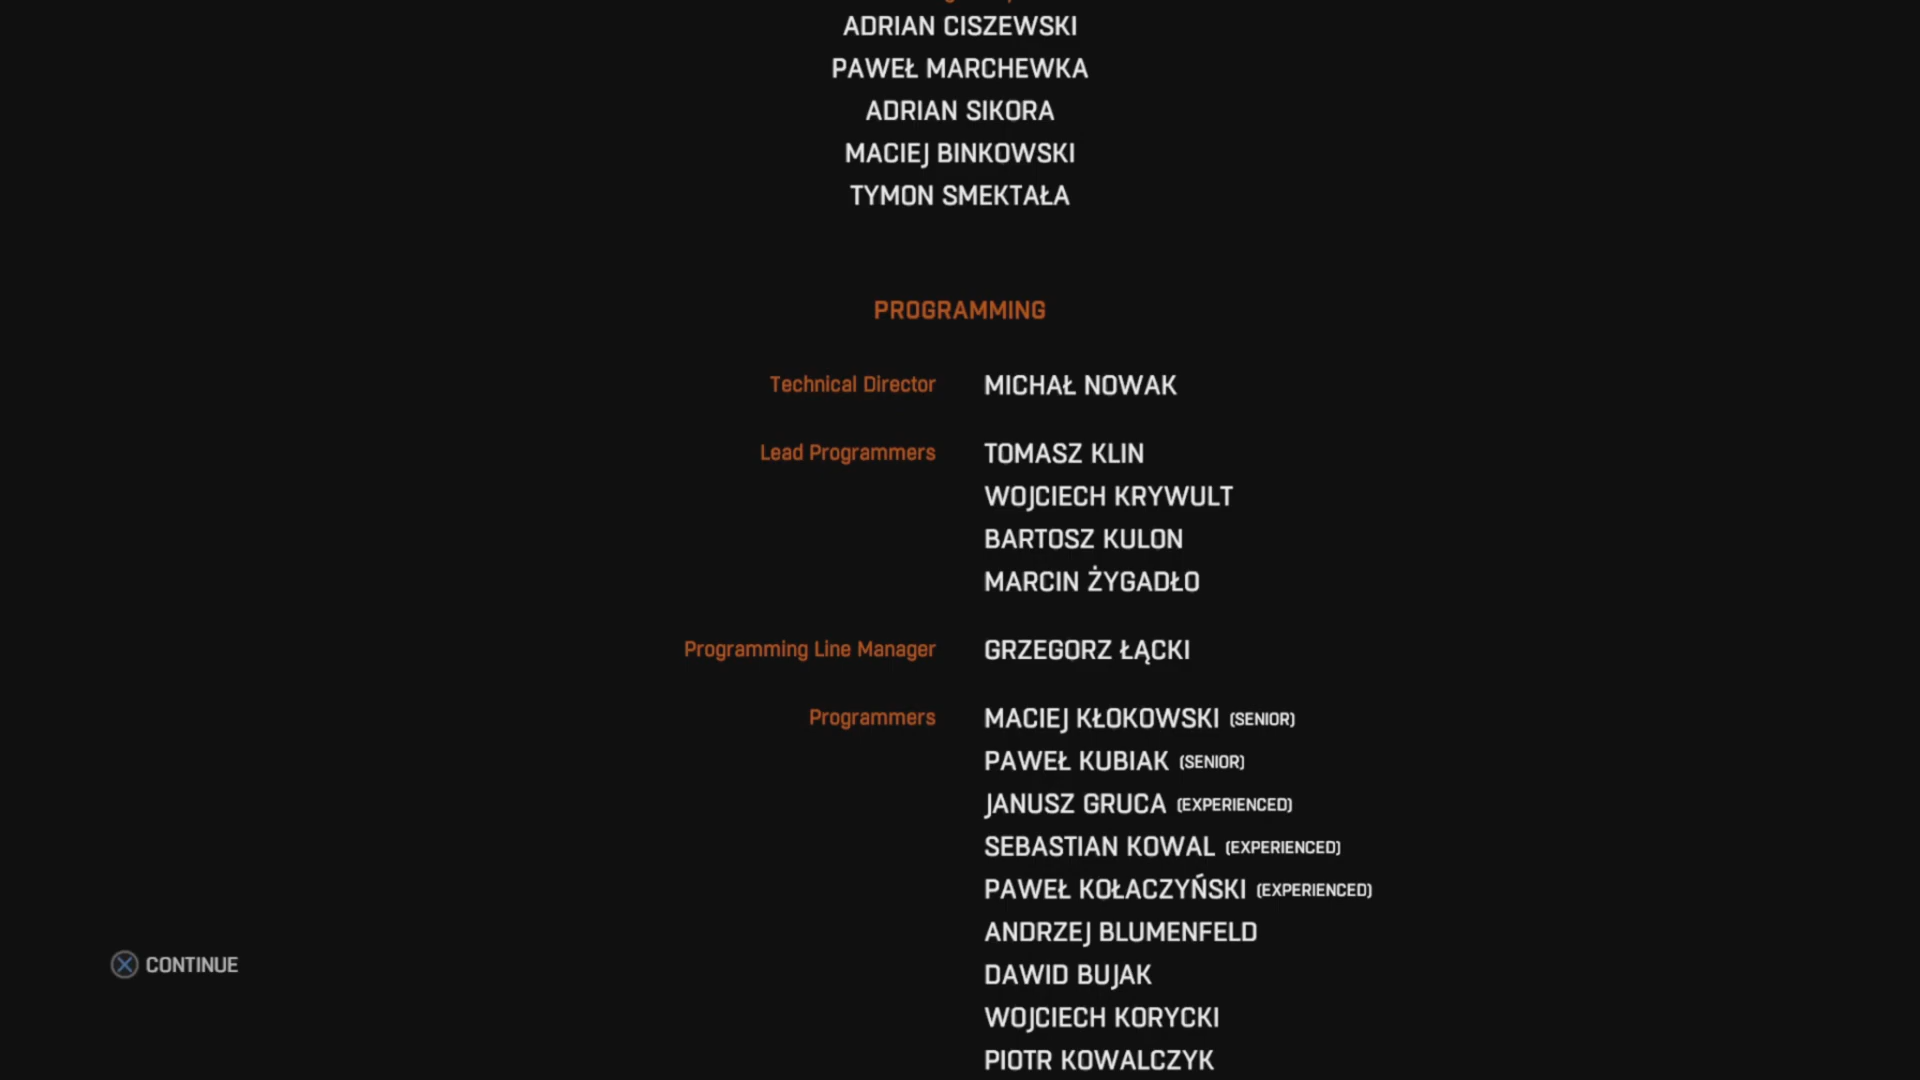 ADRIAN CISZEWSKI
PAWEŁ MARCHEWKA
ADRIAN SIKORA
MACIEJ BINKOWSKI
TYMON SMEKTAŁA
PROGRAMMING
Technical Director MICHAŁ NOWAK
Lead Programmers TOMASZ KLIN
WOJCIECH KRYWULT
BARTOSZ KULON
MARCIN ŻYGADŁO
Programming Line Manager GRZEGORZ ŁĄCKI
Programmers MACIEJ KŁOKOWSKI (SENIOR)
PAWEŁ KUBIAK (SENIOR)
JANUSZ GRUCA (EXPERIENCED)
SEBASTIAN KOWAL (EXPERIENCED)
PAWEŁ KOŁACZYŃSKI (EXPERIENCED)
ANDRZEJ BLUMENFELD
DAWID BUJAK
WOJCIECH KORYCKI
PIOTR KOWALCZYK
CONTINUE